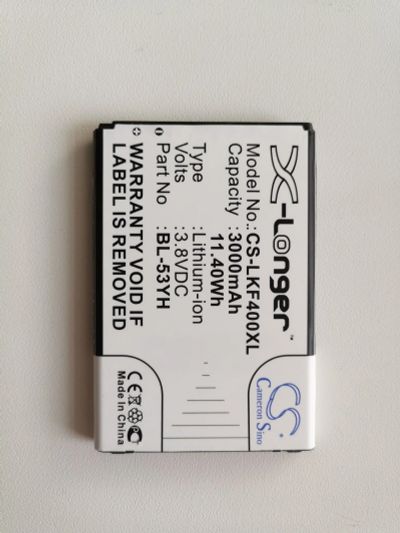 X-Longer
Model No.: CS-LKF400XL
Capacity : 3000mAh
11.40Wh
Type : Lithium-ion
Volts : 3.8VDC
Part No.: BL-53YH
WARRANTY VOID IF
LABEL IS REMOVED
CS
Cameron Sino
Made In China